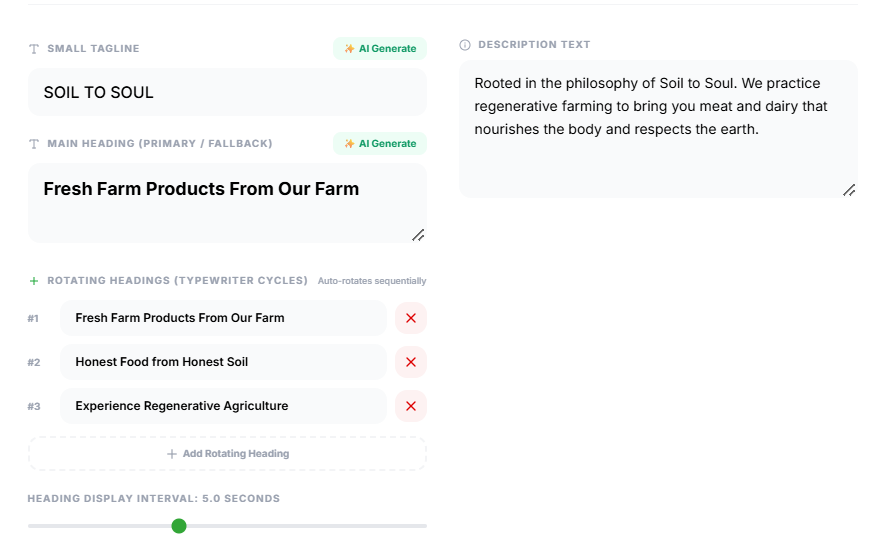 SMALL TAGLINE
AI Generate
SOIL TO SOUL
MAIN HEADING (PRIMARY / FALLBACK)
AI Generate
Fresh Farm Products From Our Farm
ROTATING HEADINGS (TYPEWRITER CYCLES)
Auto-rotates sequentially
#1
Fresh Farm Products From Our Farm
#2
Honest Food from Honest Soil
#3
Experience Regenerative Agriculture
Add Rotating Heading
HEADING DISPLAY INTERVAL: 5.0 SECONDS
DESCRIPTION TEXT
Rooted in the philosophy of Soil to Soul. We practice
regenerative farming to bring you meat and dairy that
nourishes the body and respects the earth.